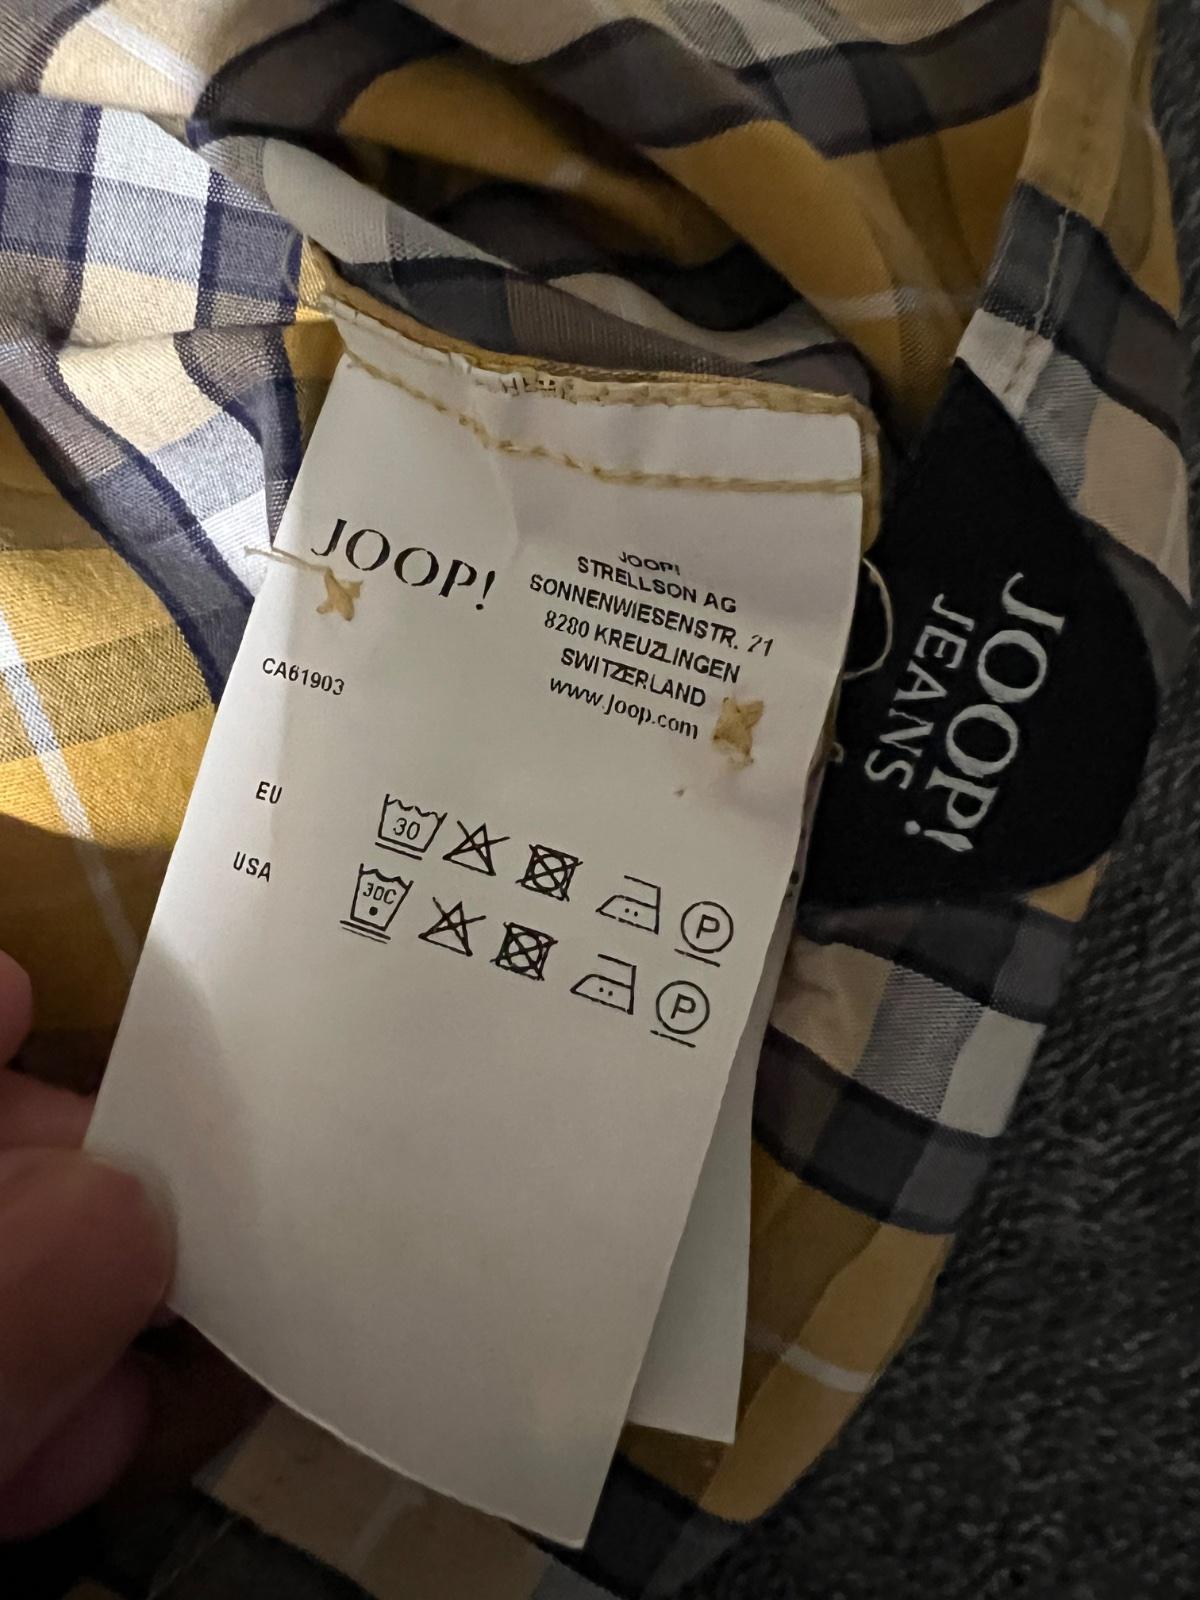 JOOP!
JOOP!
STRELLSON AG
SONNENWIESENSTR. 21
8280 KREUZLINGEN
SWITZERLAND
www.joop.com
CA61903
EU
30
P
USA
30C
P
JOOP!
JEANS